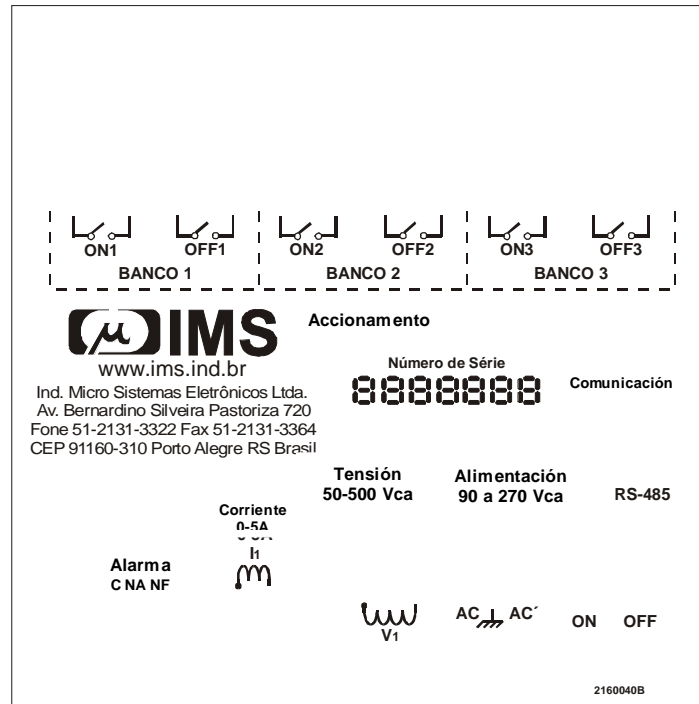 ON1 OFF1 ON2 OFF2 ON3 OFF3
BANCO 1 BANCO 2 BANCO 3
µ IMS
www.ims.ind.br
Ind. Micro Sistemas Eletrônicos Ltda.
Av. Bernardino Silveira Pastoriza 720
Fone 51-2131-3322 Fax 51-2131-3364
CEP 91160-310 Porto Alegre RS Brasil
Accionamento
Número de Série
8888888
Comunicación
Tensión
50-500 Vca
Alimentación
90 a 270 Vca
RS-485
Corriente
0-5A
I1
Alarma
C NA NF
V1
AC AC´
ON OFF
2160040B